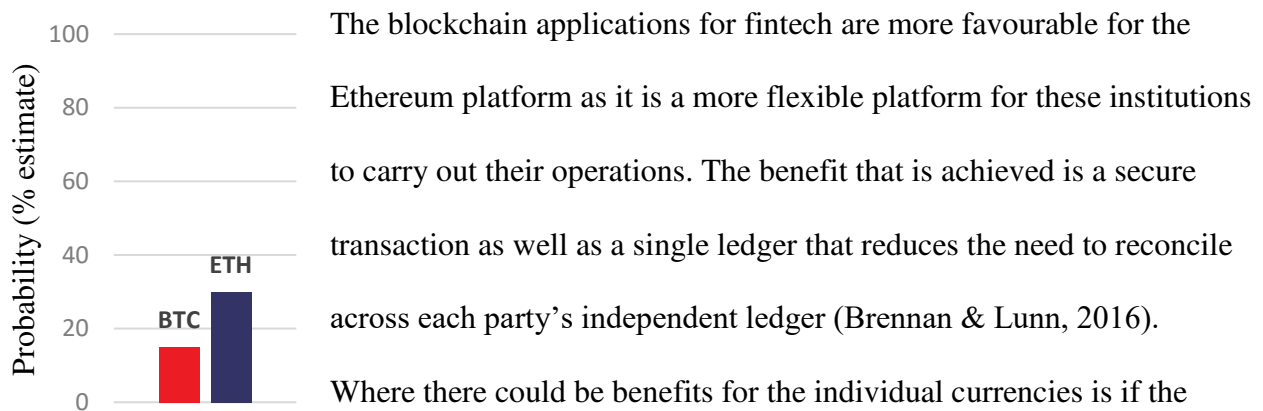 Probability (% estimate)
100
80
60
40
20
0
BTC
ETH
The blockchain applications for fintech are more favourable for the
Ethereum platform as it is a more flexible platform for these institutions
to carry out their operations. The benefit that is achieved is a secure
transaction as well as a single ledger that reduces the need to reconcile
across each party’s independent ledger (Brennan & Lunn, 2016).
Where there could be benefits for the individual currencies is if the